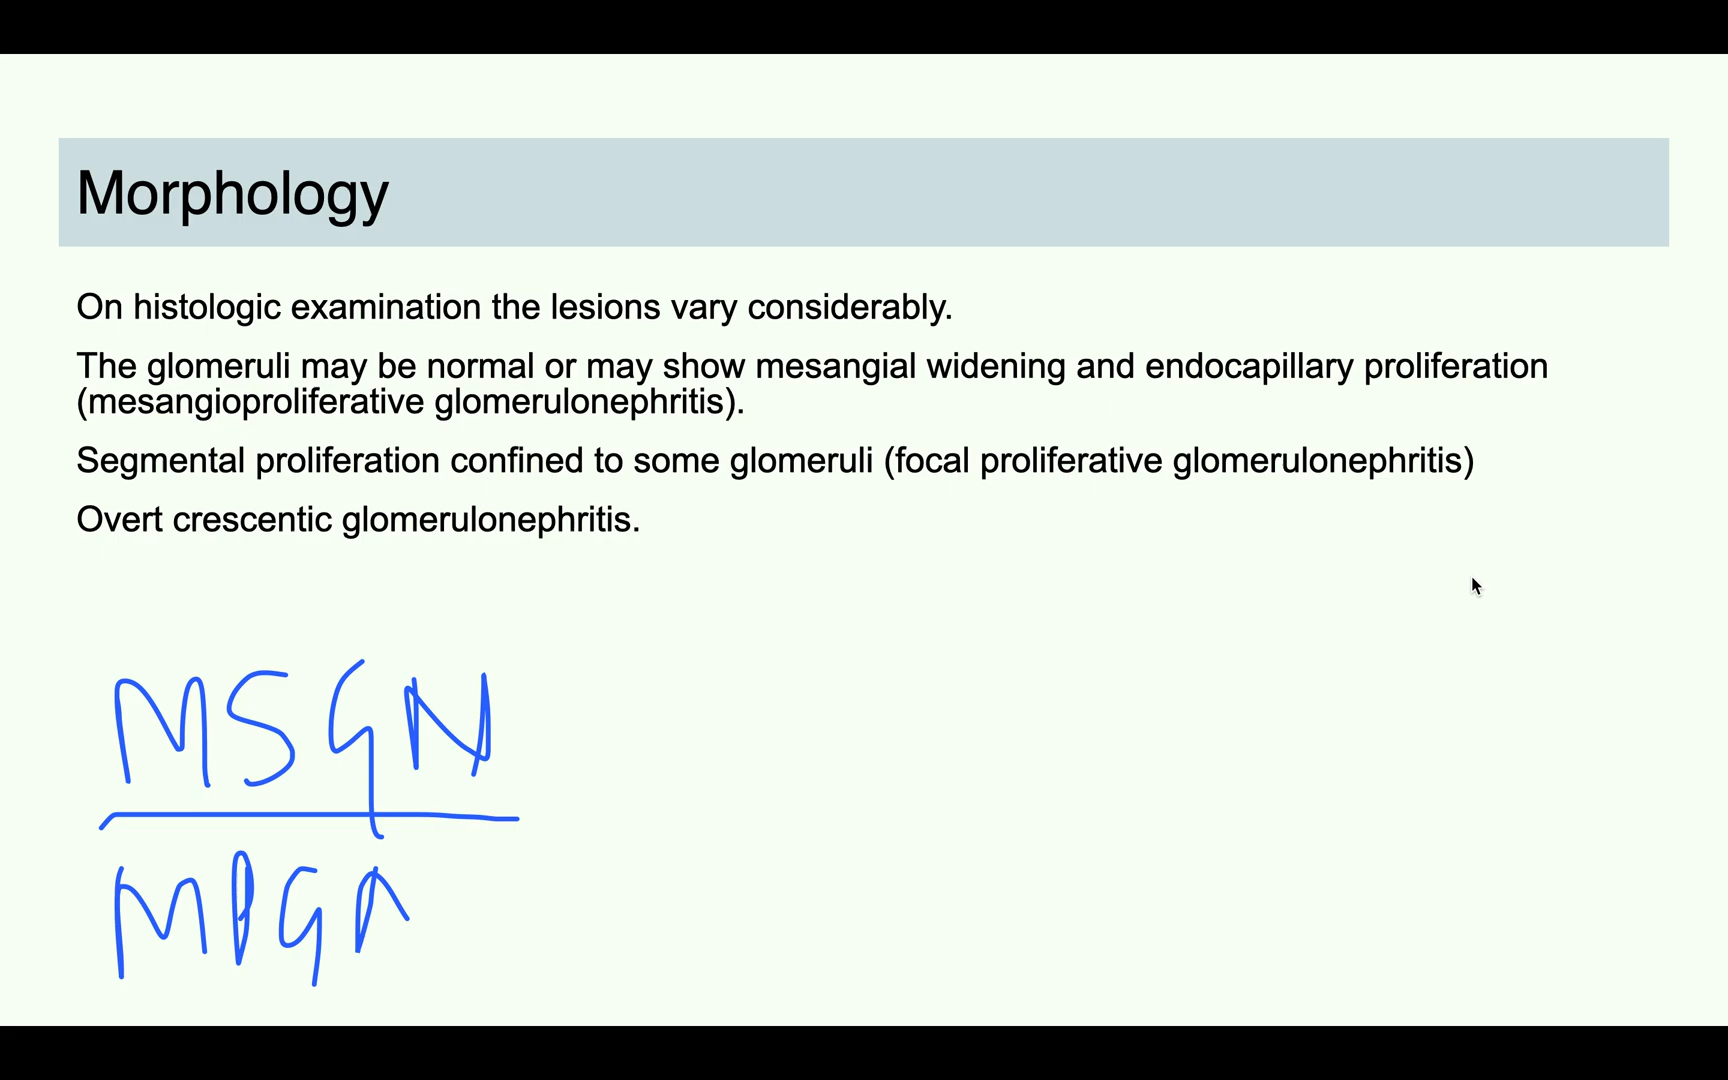 Morphology
On histologic examination the lesions vary considerably.
The glomeruli may be normal or may show mesangial widening and endocapillary proliferation
(mesangioproliferative glomerulonephritis).
Segmental proliferation confined to some glomeruli (focal proliferative glomerulonephritis)
Overt crescentic glomerulonephritis.
MSGN